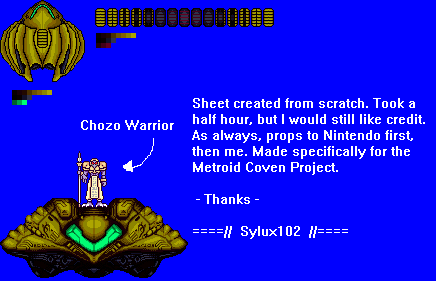 Sheet created from scratch. Took a
half hour, but I would still like credit.
As always, props to Nintendo first,
then me. Made specifically for the
Metroid Coven Project.
Chozo Warrior
- Thanks -
====// Sylux102 //====